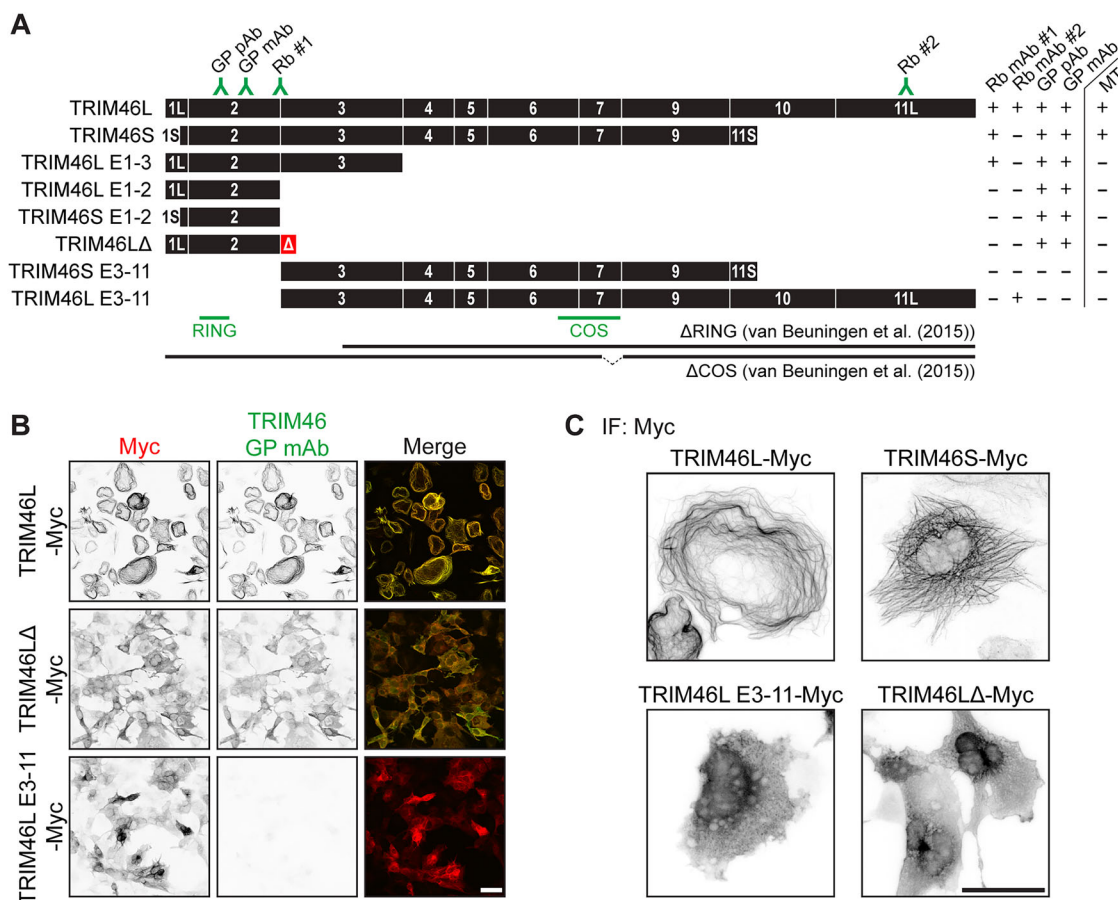 A
GP pAb GP mAb Rb #1 Rb #2 Rb mAb #1 Rb mAb #2 GP pAb GP mAb MT
TRIM46L 1L 2 3 4 5 6 7 9 10 11L + + + + +
TRIM46S 1S 2 3 4 5 6 7 9 11S + – + + +
TRIM46L E1-3 1L 2 3 + – + + –
TRIM46L E1-2 1L 2 – – + + –
TRIM46S E1-2 1S 2 – – + + –
TRIM46LΔ 1L 2 Δ – – + + –
TRIM46S E3-11 3 4 5 6 7 9 11S – – – – –
TRIM46L E3-11 3 4 5 6 7 9 10 11L – + – – –
RING COS ΔRING (van Beuningen et al. (2015))
ΔCOS (van Beuningen et al. (2015))
B
Myc TRIM46 GP mAb Merge
TRIM46L
-Myc
TRIM46LΔ
-Myc
TRIM46L E3-11
-Myc
C IF: Myc
TRIM46L-Myc TRIM46S-Myc
TRIM46L E3-11-Myc TRIM46LΔ-Myc